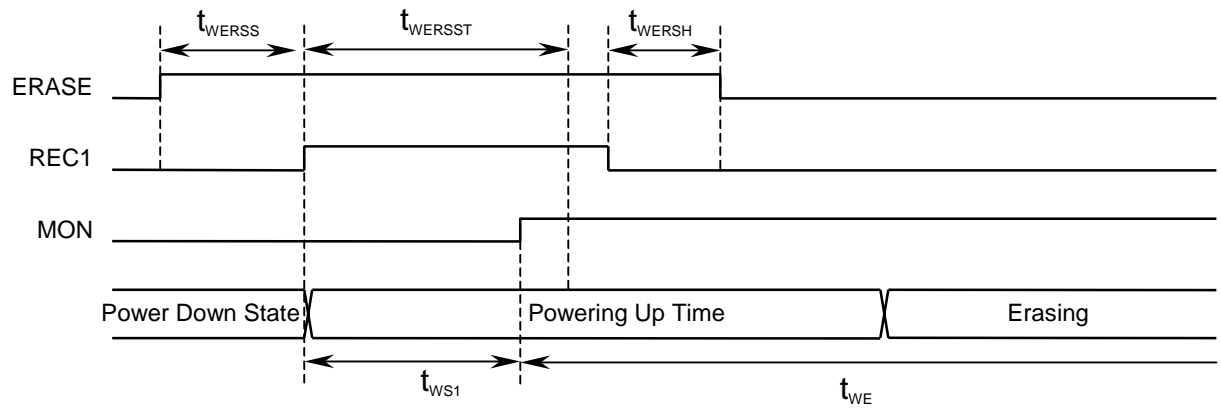 tWERSS tWERSST tWERSH
ERASE
REC1
MON
Power Down State Powering Up Time Erasing
tWS1 tWE